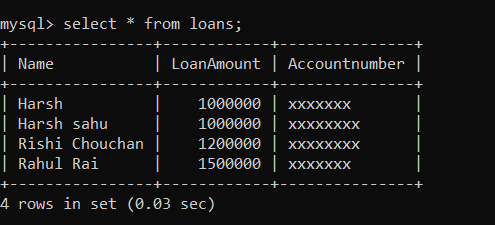 mysql> select * from loans;
+----------------+------------+---------------+
| Name           | LoanAmount | Accountnumber |
+----------------+------------+---------------+
| Harsh          |    1000000 | xxxxxxx       |
| Harsh sahu     |    1000000 | xxxxxxxx      |
| Rishi Chouchan |    1200000 | xxxxxxxx      |
| Rahul Rai      |    1500000 | xxxxxxx       |
+----------------+------------+---------------+
4 rows in set (0.03 sec)